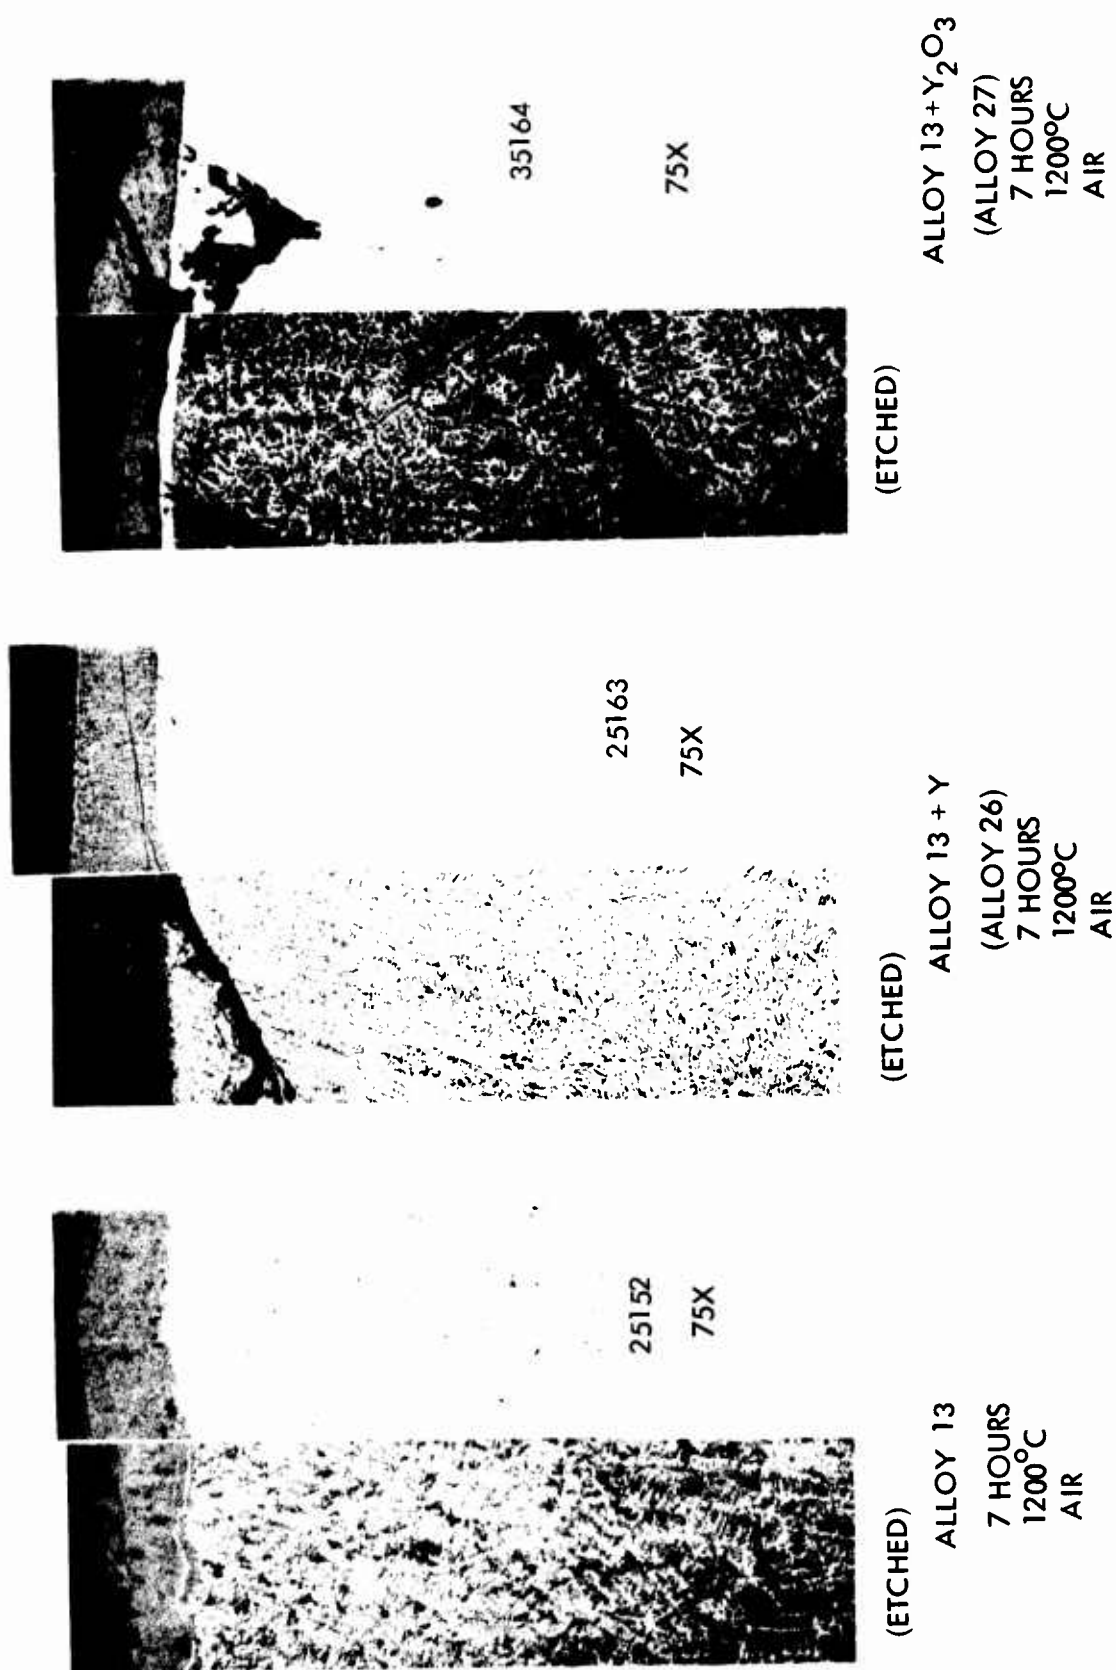 25152
75X
(ETCHED)
ALLOY 13
7 HOURS
1200°C
AIR
25163
75X
(ETCHED)
ALLOY 13 + Y
(ALLOY 26)
7 HOURS
1200°C
AIR
35164
75X
(ETCHED)
ALLOY 13 + Y₂O₃
(ALLOY 27)
7 HOURS
1200°C
AIR